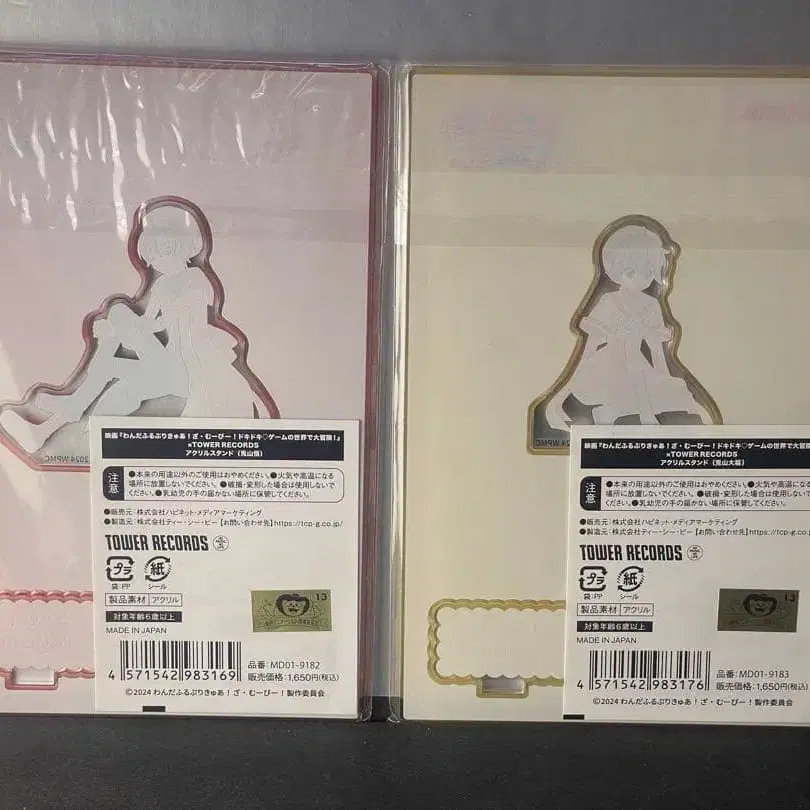 2024 WPMC
映画『わんだふるぷりきゅあ！ざ・むーびー！ドキドキ♡ゲームの世界で大冒険！』
×TOWER RECORDS
アクリルスタンド（兎山悟）
注意
●本来の用途以外のご使用はおやめください。●火気や高温になる
場所に放置しないでください。●破損・変形した場合は使用しないで
ください。●乳幼児の手の届かない場所に保管してください。
●販売元：株式会社ハピネット・メディアマーケティング
●製造元：株式会社ティー・シー・ピー【お問い合わせ先】https://tcp-g.co.jp/
TOWER RECORDS
プラ
紙
袋:PP
シール
製品素材 アクリル
対象年齢6歳以上
MADE IN JAPAN
13
4 571542 983169
品番：MD01-9182
販売価格：1,650円(税込)
©2024 わんだふるぷりきゅあ！ざ・むーびー！製作委員会
2024 WPMC
映画『わんだふるぷりきゅあ！ざ・むーびー！ドキドキ♡ゲームの世界で大冒険！』
×TOWER RECORDS
アクリルスタンド（兎山大福）
注意
●本来の用途以外のご使用はおやめください。●火気や高温になる
場所に放置しないでください。●破損・変形した場合は使用しないで
ください。●乳幼児の手の届かない場所に保管してください。
●販売元：株式会社ハピネット・メディアマーケティング
●製造元：株式会社ティー・シー・ピー【お問い合わせ先】https://tcp-g.co.jp/
TOWER RECORDS
プラ
紙
袋:PP
シール
製品素材 アクリル
対象年齢6歳以上
MADE IN JAPAN
13
4 571542 983176
品番：MD01-9183
販売価格：1,650円(税込)
©2024 わんだふるぷりきゅあ！ざ・むーびー！製作委員会